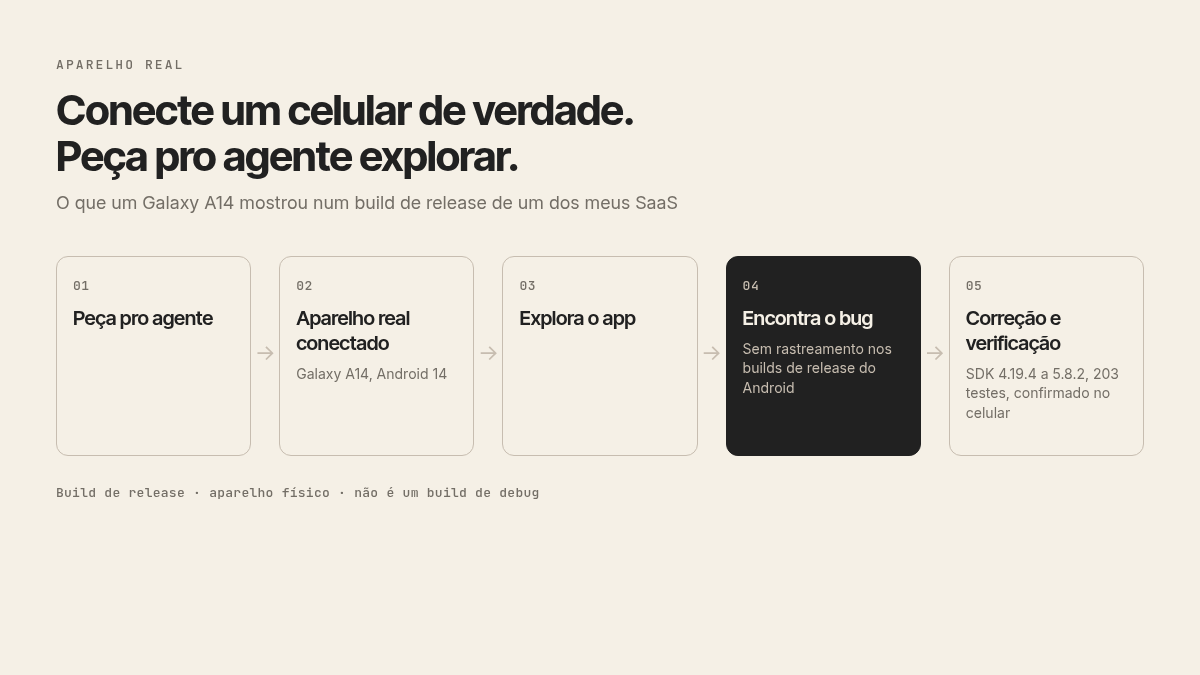 APARELHO REAL
Conecte um celular de verdade.
Peça pro agente explorar.
O que um Galaxy A14 mostrou num build de release de um dos meus SaaS
01
Peça pro agente
→
02
Aparelho real
conectado
Galaxy A14, Android 14
→
03
Explora o app
→
04
Encontra o bug
Sem rastreamento nos
builds de release do
Android
→
05
Correção e
verificação
SDK 4.19.4 a 5.8.2, 203
testes, confirmado no
celular
Build de release · aparelho físico · não é um build de debug